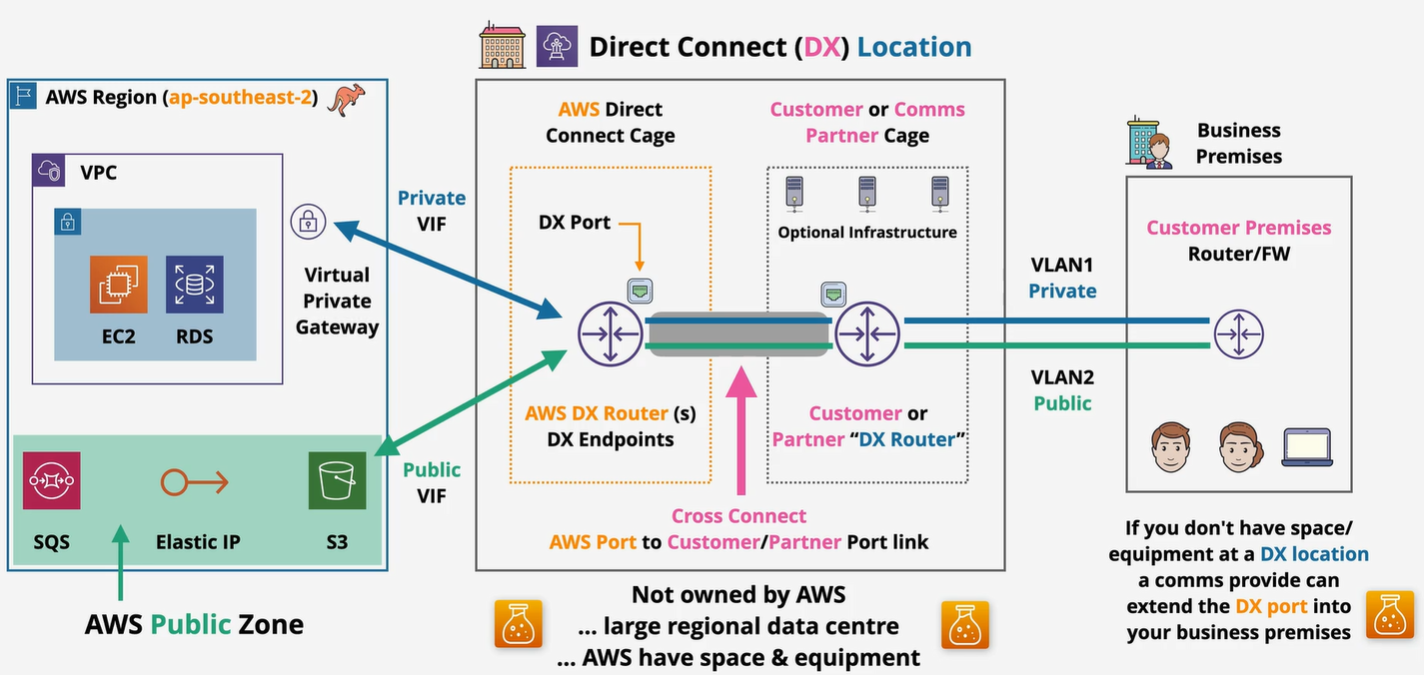 Direct Connect (DX) Location
AWS Region (ap-southeast-2)
VPC
EC2
RDS
Virtual
Private
Gateway
SQS
Elastic IP
S3
AWS Public Zone
Private
VIF
Public
VIF
AWS Direct
Connect Cage
DX Port
AWS DX Router (s)
DX Endpoints
Customer or Comms
Partner Cage
Optional Infrastructure
Customer or
Partner “DX Router”
Cross Connect
AWS Port to Customer/Partner Port link
Not owned by AWS
... large regional data centre
... AWS have space & equipment
VLAN1
Private
VLAN2
Public
Business
Premises
Customer Premises
Router/FW
If you don't have space/
equipment at a DX location
a comms provide can
extend the DX port into
your business premises